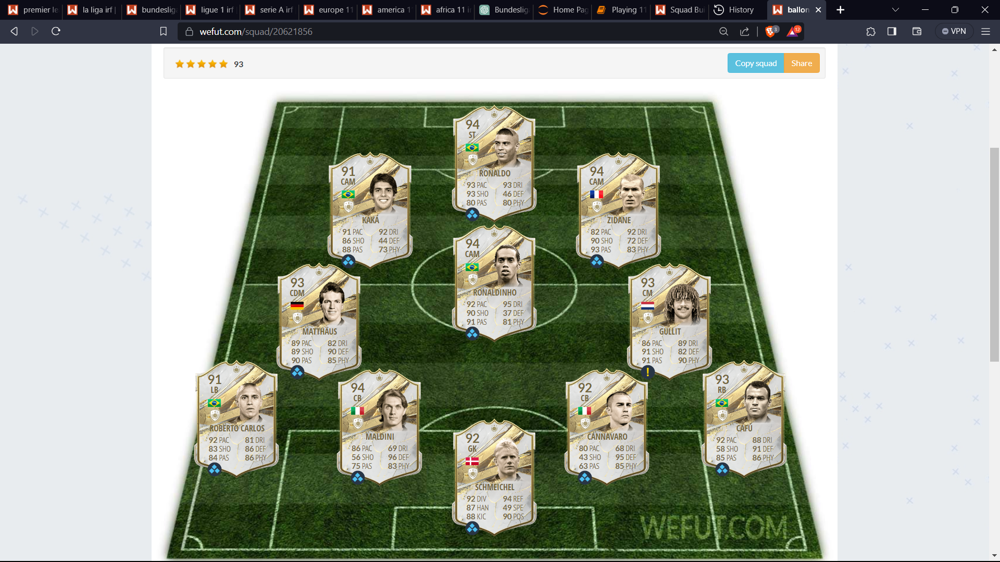 premier le
la liga irf |
bundeslig
ligue 1 irf
serie A irf
europe 11
america 1
africa 11 i
Bundeslig
Home Pag
Playing 11
Squad Bui
History
ballon
wefut.com/squad/20621856
3
12
VPN
93
Copy squad
Share
94
ST
RONALDO
93 PAC 93 DRI
93 SHO 46 DEF
80 PAS 80 PHY
91
CAM
KAKÁ
91 PAC 92 DRI
86 SHO 44 DEF
88 PAS 73 PHY
94
CAM
ZIDANE
82 PAC 92 DRI
90 SHO 72 DEF
93 PAS 83 PHY
94
CAM
RONALDINHO
92 PAC 95 DRI
90 SHO 37 DEF
91 PAS 81 PHY
93
CDM
MATTHÄUS
89 PAC 82 DRI
89 SHO 90 DEF
90 PAS 85 PHY
93
CM
GULLIT
86 PAC 89 DRI
91 SHO 82 DEF
91 PAS 90 PHY
!
91
LB
ROBERTO CARLOS
92 PAC 81 DRI
83 SHO 86 DEF
84 PAS 86 PHY
94
CB
MALDINI
86 PAC 69 DRI
56 SHO 96 DEF
75 PAS 83 PHY
92
CB
CANNAVARO
80 PAC 68 DRI
43 SHO 95 DEF
63 PAS 85 PHY
93
RB
CAFÚ
92 PAC 88 DRI
58 SHO 91 DEF
85 PAS 86 PHY
92
GK
SCHMEICHEL
92 DIV 94 REF
87 HAN 49 SPE
88 KIC 90 POS
WEFUT.COM